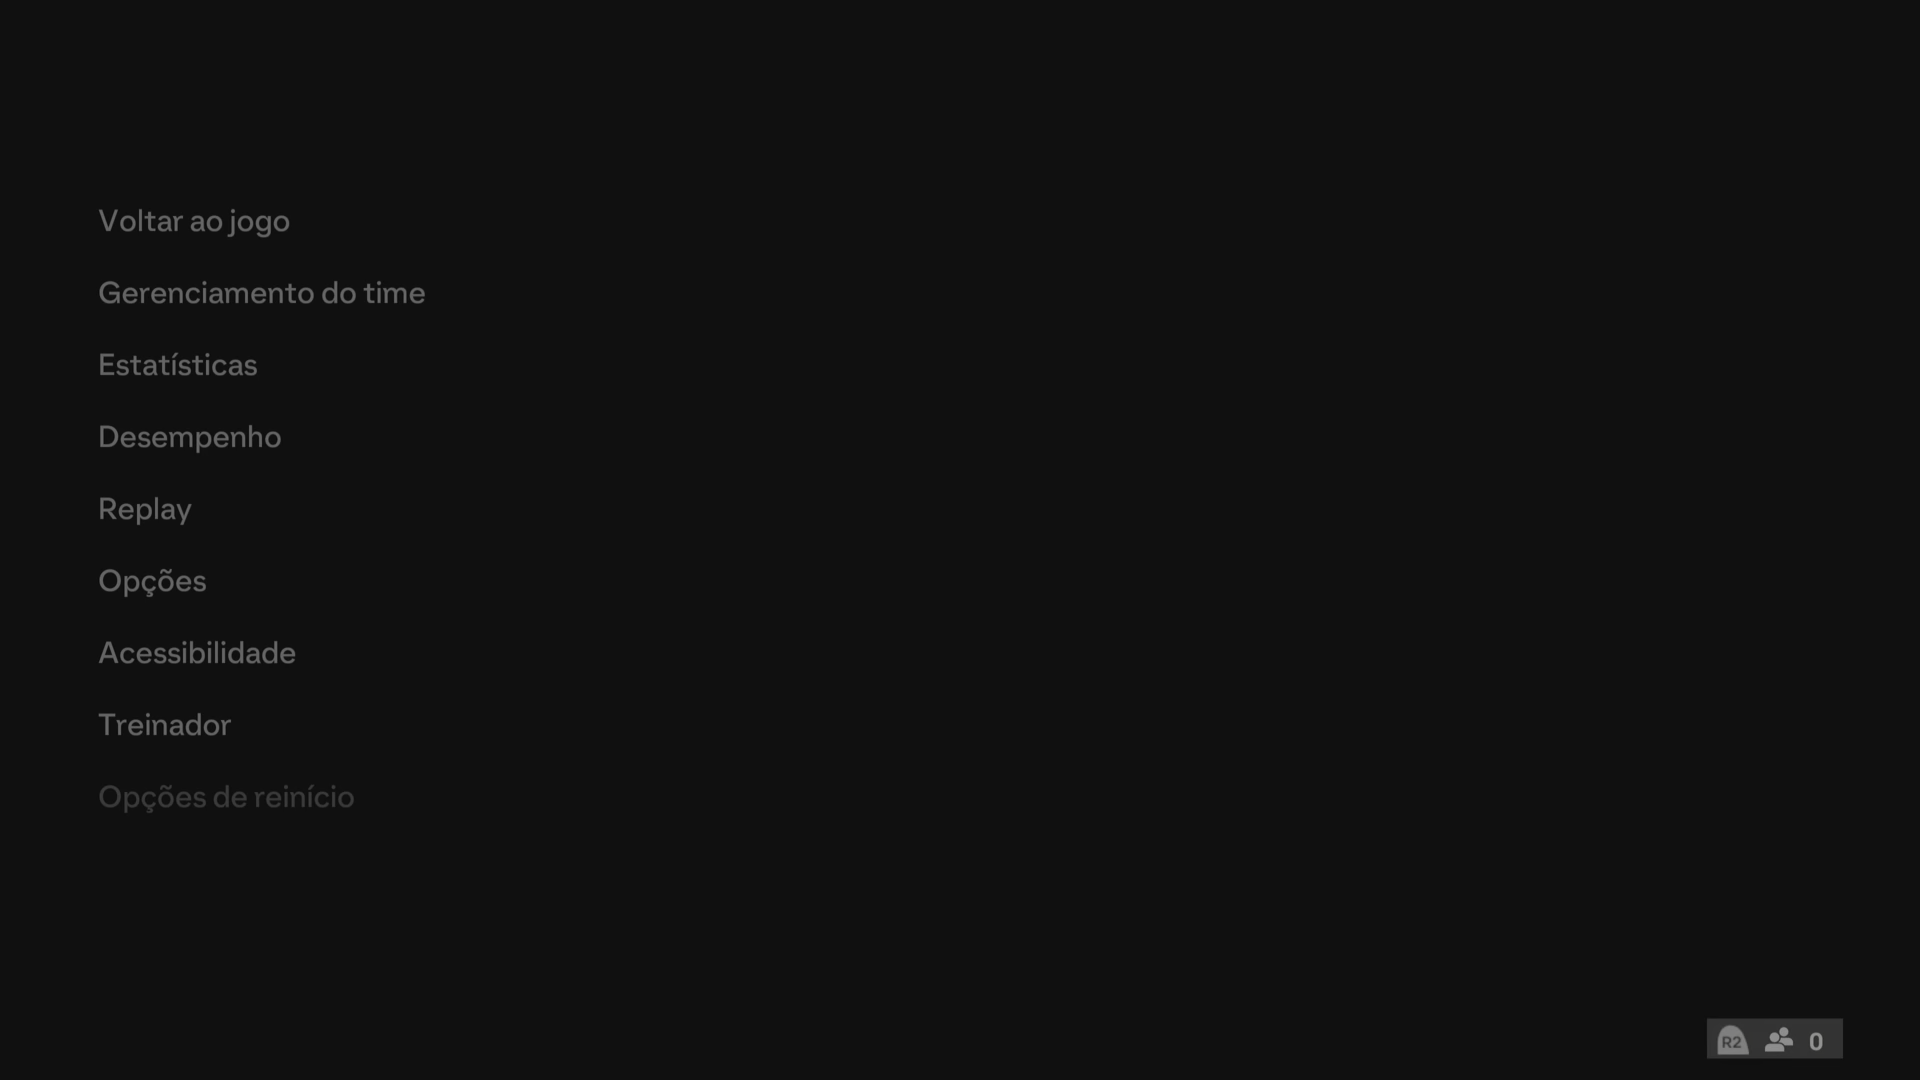 Voltar ao jogo
Gerenciamento do time
Estatísticas
Desempenho
Replay
Opções
Acessibilidade
Treinador
Opções de reinício
R2 0